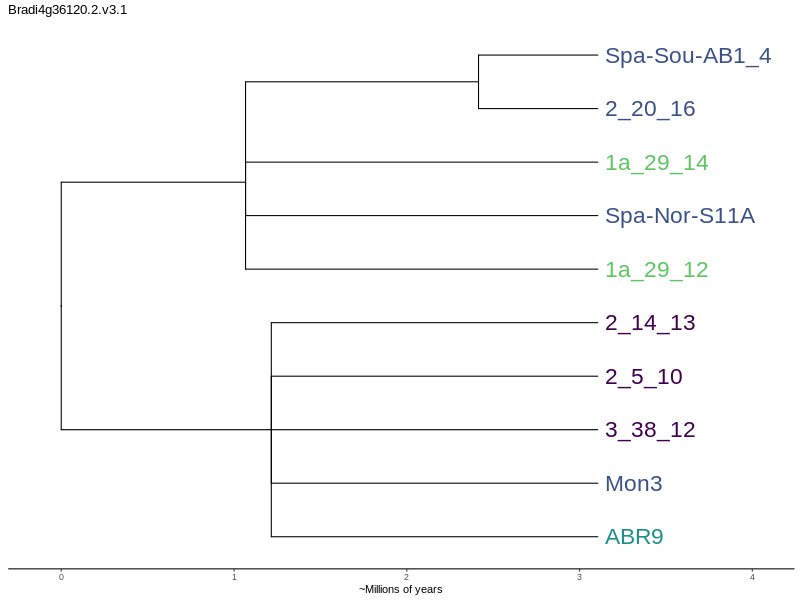 Bradi4g36120.2.v3.1
Spa-Sou-AB1_4
2_20_16
1a_29_14
Spa-Nor-S11A
1a_29_12
2_14_13
2_5_10
3_38_12
Mon3
ABR9
0 1 2 3 4
~Millions of years